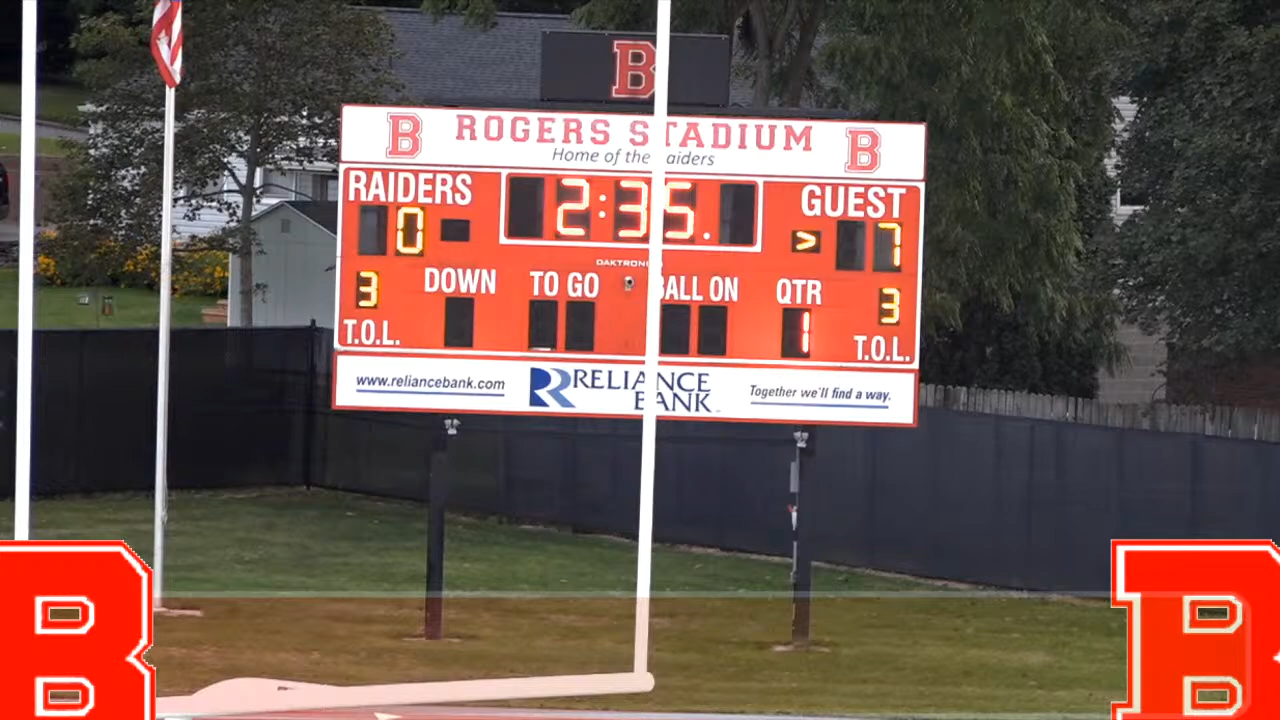 B
B ROGERS STADIUM B
Home of the Raiders
RAIDERS 2:35. GUEST
0 > 7
DAKTRONICS
3 DOWN TO GO BALL ON QTR 3
T.O.L. 1 T.O.L.
www.reliancebank.com RELIANCE BANK Together we'll find a way.
B B